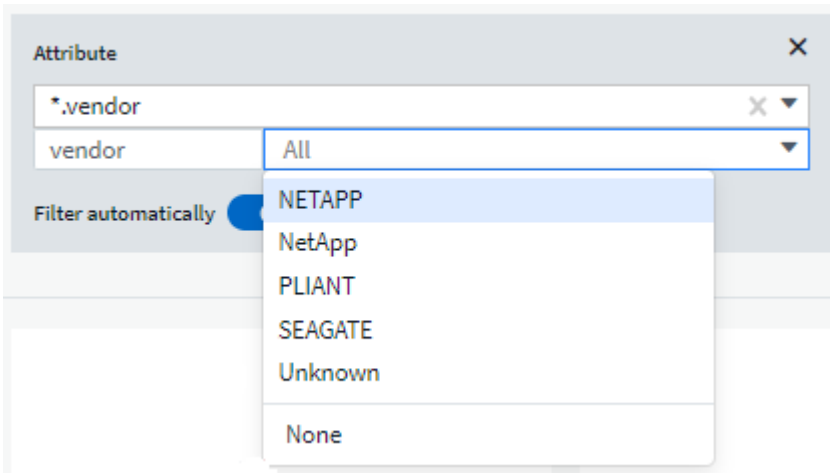 Attribute
*.vendor
vendor All
Filter automatically
NETAPP
NetApp
PLIANT
SEAGATE
Unknown
None